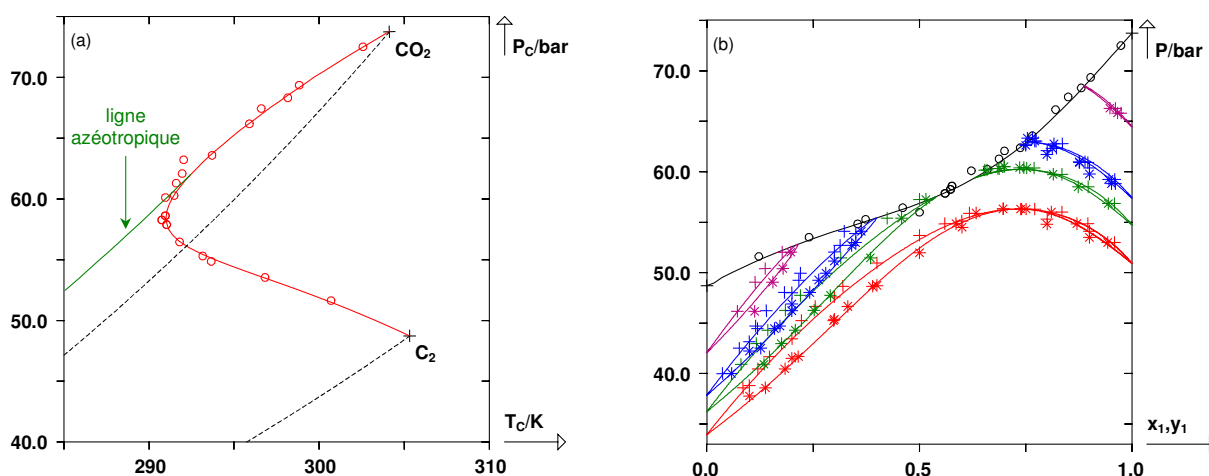 (a)
P_C/bar
CO₂
70.0
ligne
azéotropique
60.0
50.0
C₂
T_C/K
40.0
290
300
310
(b)
P/bar
70.0
60.0
50.0
40.0
x₁,y₁
0.0
0.5
1.0